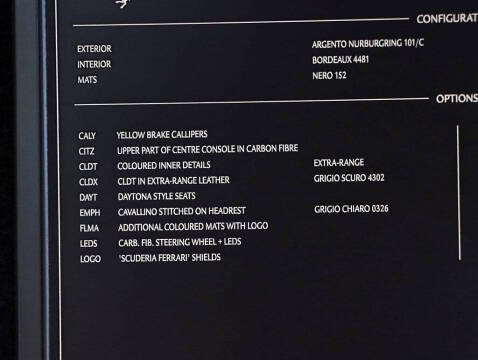 CONFIGURAT
EXTERIOR ARGENTO NURBURGRING 101/C
INTERIOR BORDEAUX 4481
MATS NERO 152
OPTIONS
CALY YELLOW BRAKE CALLIPERS
CITZ UPPER PART OF CENTRE CONSOLE IN CARBON FIBRE
CLDT COLOURED INNER DETAILS EXTRA-RANGE
CLDX CLDT IN EXTRA-RANGE LEATHER GRIGIO SCURO 4302
DAYT DAYTONA STYLE SEATS
EMPH CAVALLINO STITCHED ON HEADREST GRIGIO CHIARO 0326
FLMA ADDITIONAL COLOURED MATS WITH LOGO
LEDS CARB. FIB. STEERING WHEEL + LEDS
LOGO 'SCUDERIA FERRARI' SHIELDS